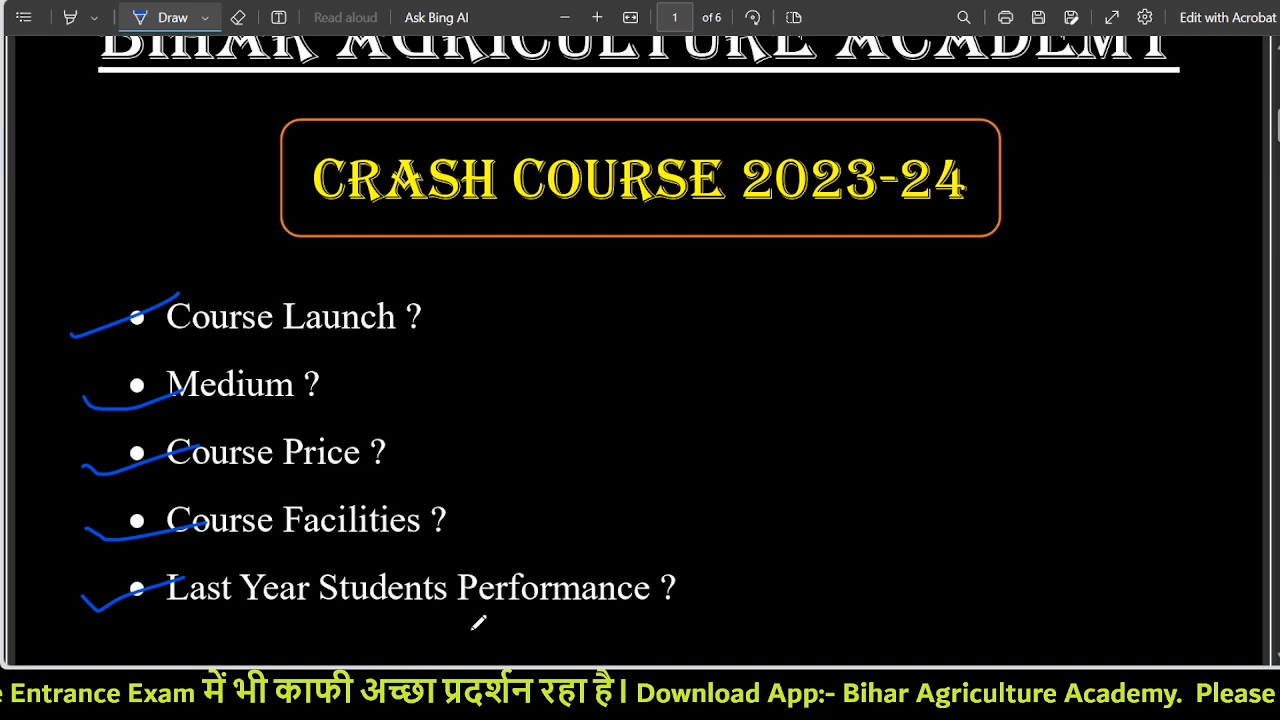 Draw Read aloud Ask Bing AI 1 of 6 Edit with Acrobat
BIHAR AGRICULTURE ACADEMY
CRASH COURSE 2023-24
Course Launch ?
Medium ?
Course Price ?
Course Facilities ?
Last Year Students Performance ?
Entrance Exam में भी काफी अच्छा प्रदर्शन रहा है। Download App:- Bihar Agriculture Academy. Please